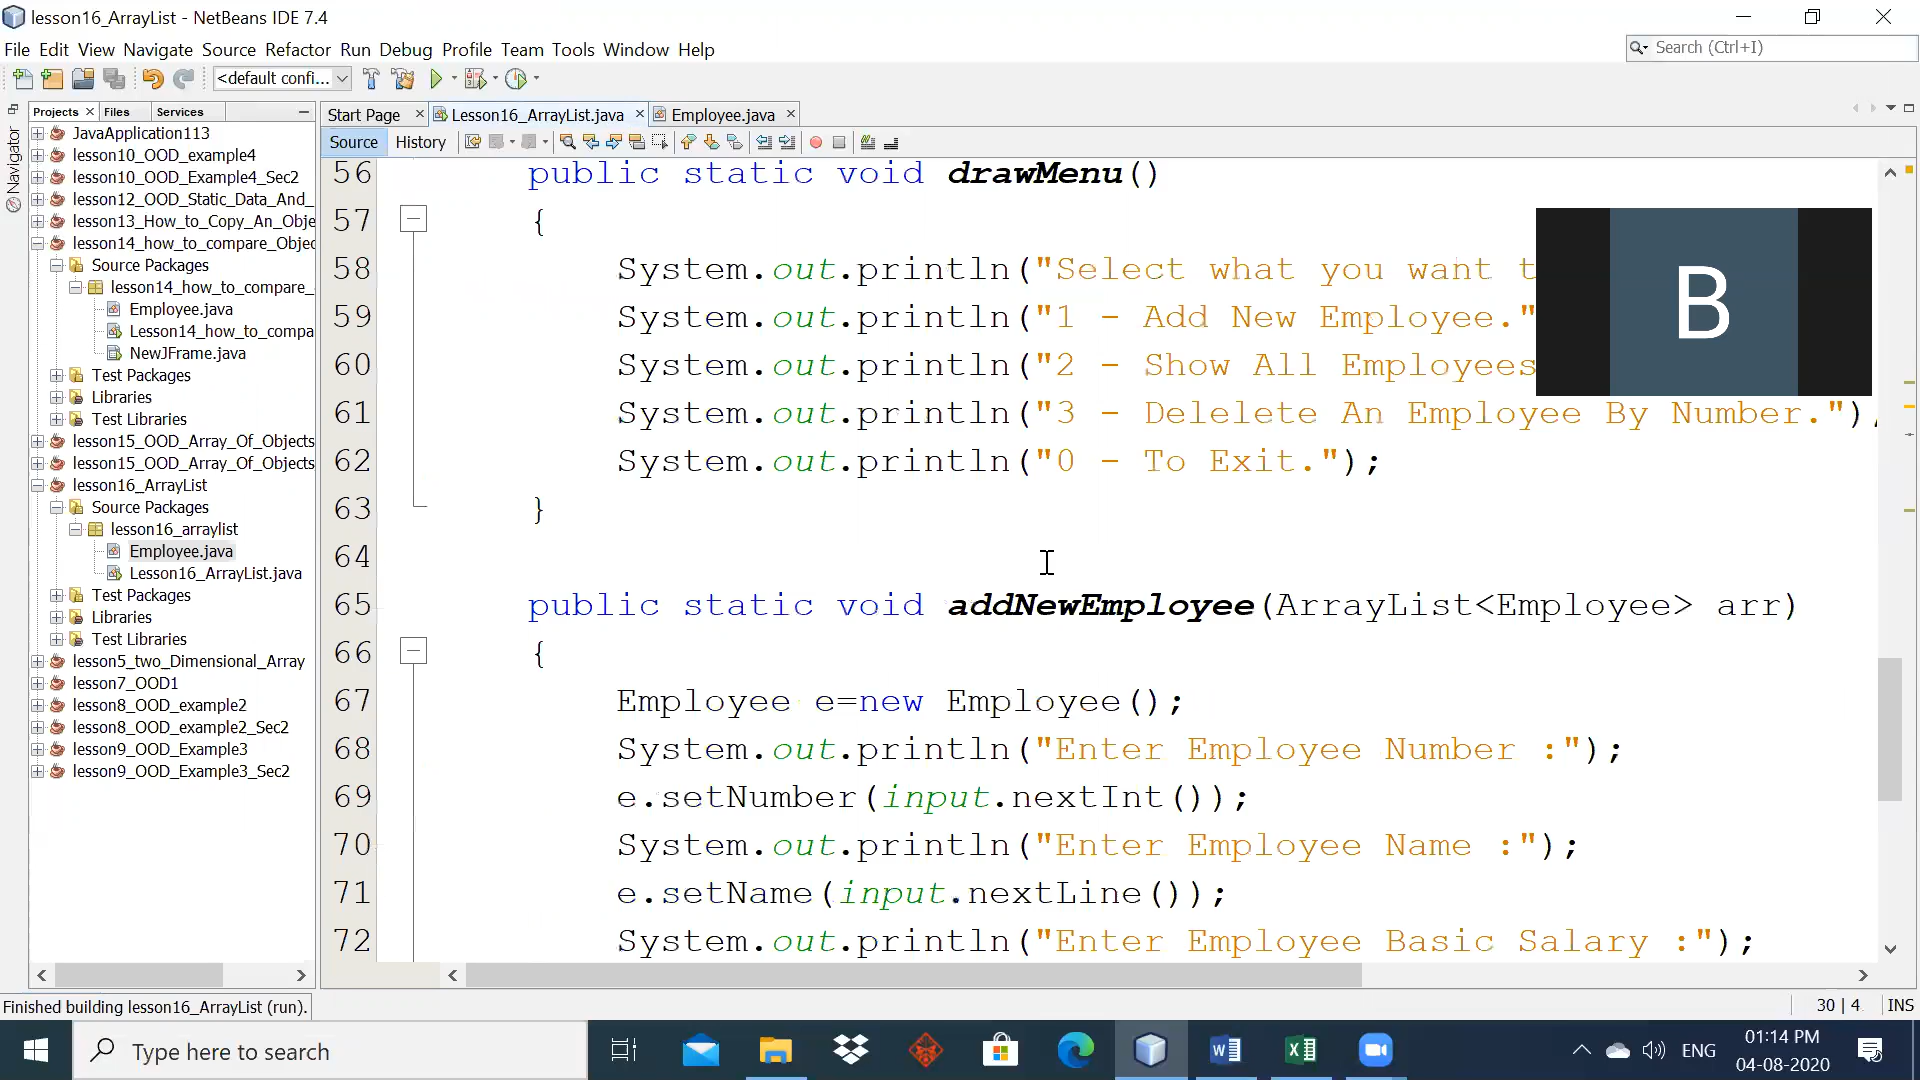 lesson16_ArrayList - NetBeans IDE 7.4
File Edit View Navigate Source Refactor Run Debug Profile Team Tools Window Help
Search (Ctrl+I)
<default confi...
Projects Files Services
Start Page Lesson16_ArrayList.java Employee.java
Source History
Navigator
JavaApplication113
lesson10_OOD_example4
lesson10_OOD_Example4_Sec2
lesson12_OOD_Static_Data_And_
lesson13_How_to_Copy_An_Obje
lesson14_how_to_compare_Objec
Source Packages
lesson14_how_to_compare_
Employee.java
Lesson14_how_to_compa
NewJFrame.java
Test Packages
Libraries
Test Libraries
lesson15_OOD_Array_Of_Objects
lesson15_OOD_Array_Of_Objects
lesson16_ArrayList
Source Packages
lesson16_arraylist
Employee.java
Lesson16_ArrayList.java
Test Packages
Libraries
Test Libraries
lesson5_two_Dimensional_Array
lesson7_OOD1
lesson8_OOD_example2
lesson8_OOD_example2_Sec2
lesson9_OOD_Example3
lesson9_OOD_Example3_Sec2
56 public static void drawMenu()
57 {
58 System.out.println("Select what you want t
59 System.out.println("1 - Add New Employee."
60 System.out.println("2 - Show All Employees
61 System.out.println("3 - Delelete An Employee By Number.");
62 System.out.println("0 - To Exit.");
63 }
64
65 public static void addNewEmployee(ArrayList<Employee> arr)
66 {
67 Employee e=new Employee();
68 System.out.println("Enter Employee Number :");
69 e.setNumber(input.nextInt());
70 System.out.println("Enter Employee Name :");
71 e.setName(input.nextLine());
72 System.out.println("Enter Employee Basic Salary :");
B
Finished building lesson16_ArrayList (run).
30 | 4 INS
Type here to search
ENG
01:14 PM
04-08-2020